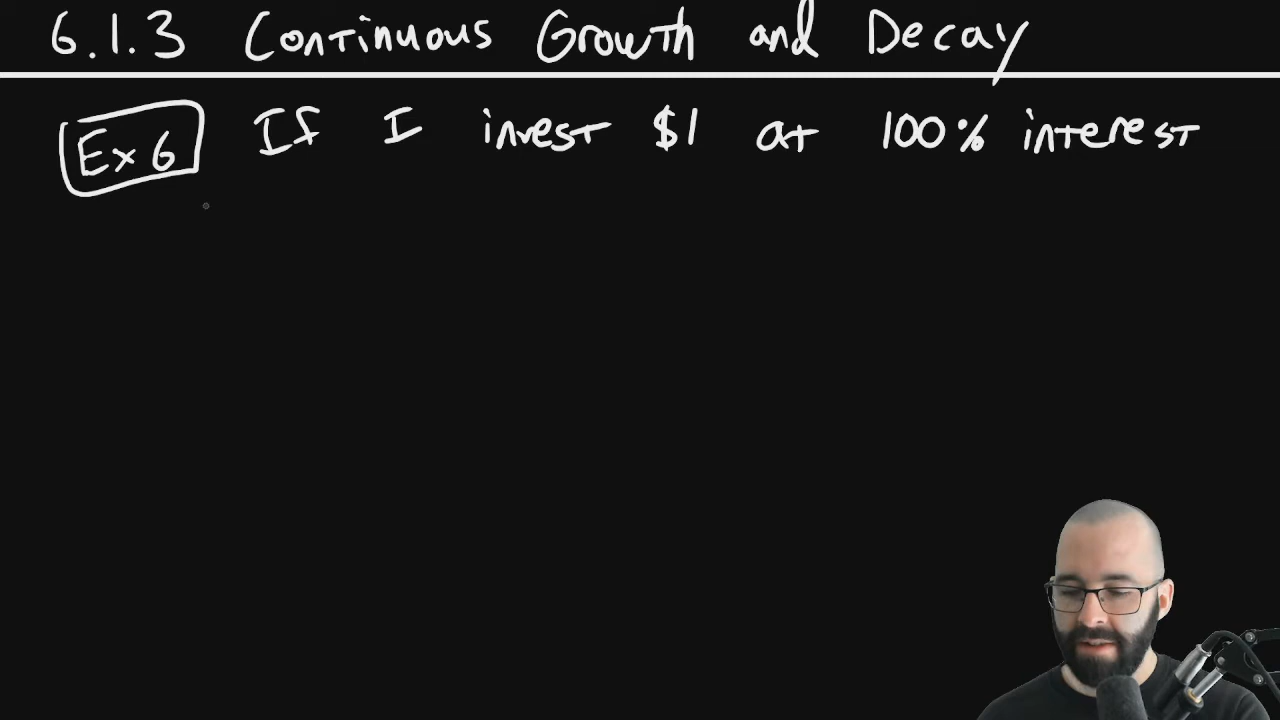 6.1.3 Continuous Growth and Decay
Ex 6 If I invest $1 at 100% interest